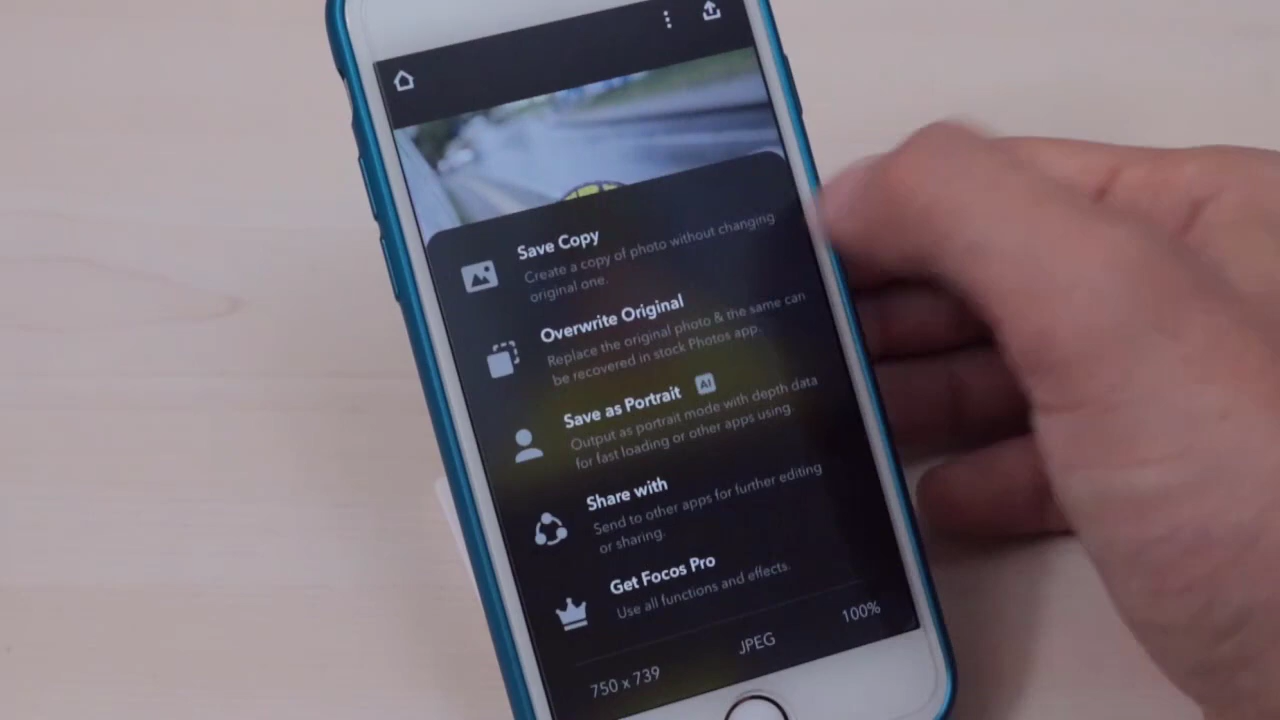 Save Copy
Create a copy of photo without changing
original one.
Overwrite Original
Replace the original photo & the same can
be recovered in stock Photos app.
Save as Portrait AI
Output as portrait mode with depth data
for fast loading or other apps using.
Share with
Send to other apps for further editing
or sharing.
Get Focos Pro
Use all functions and effects.
750 x 739 JPEG 100%